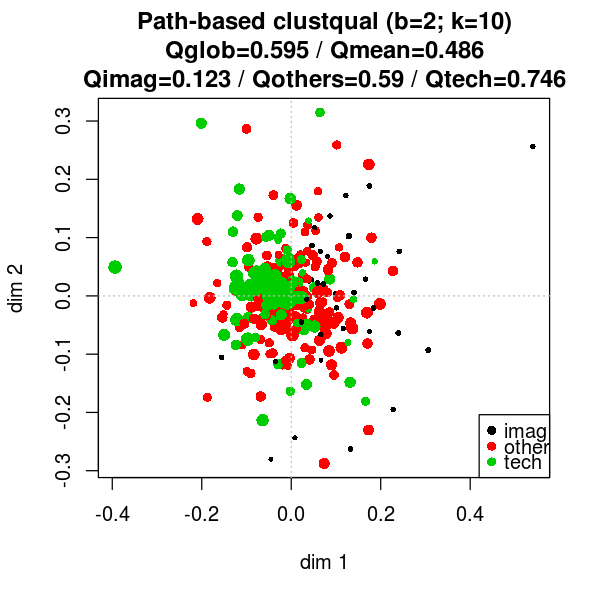 Path-based clustqual (b=2; k=10)
Qglob=0.595 / Qmean=0.486
Qimag=0.123 / Qothers=0.59 / Qtech=0.746
0.3
0.2
0.1
0.0
-0.1
-0.2
-0.3
dim 2
imag
other
tech
-0.4
-0.2
0.0
0.2
0.4
dim 1